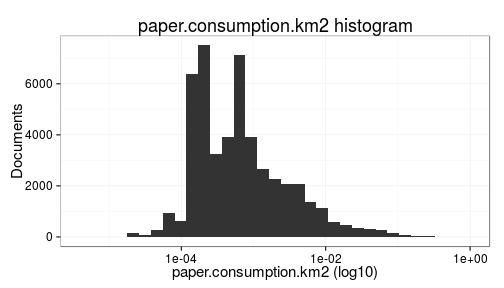 paper.consumption.km2 histogram
Documents
6000
4000
2000
0
1e-04
1e-02
1e+00
paper.consumption.km2 (log10)